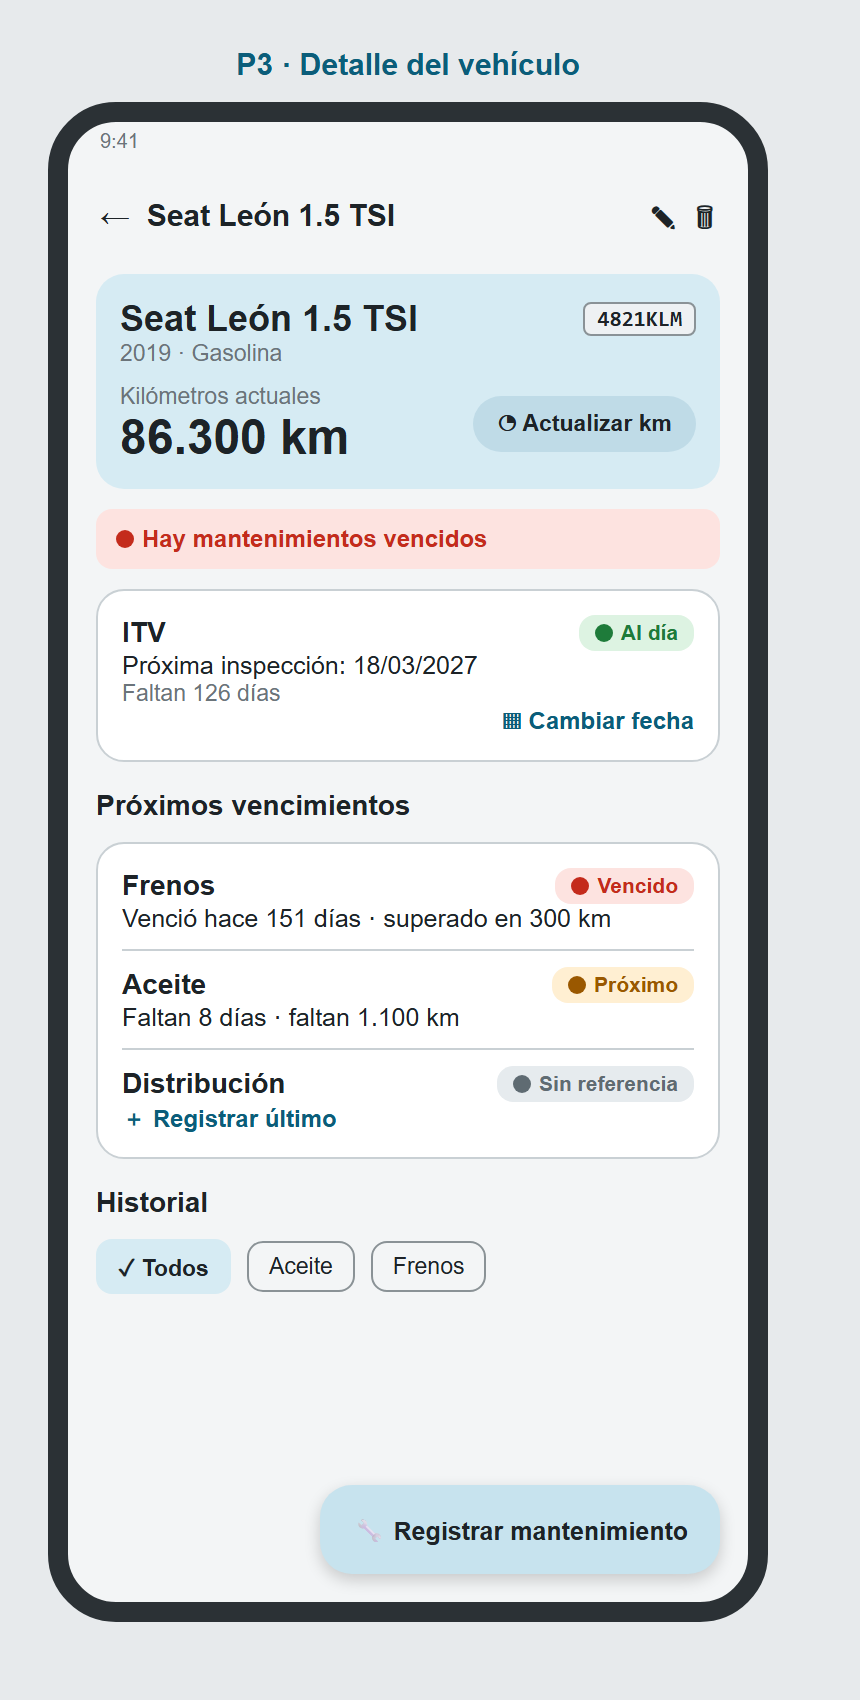 P3 · Detalle del vehículo
9:41
← Seat León 1.5 TSI
Seat León 1.5 TSI
4821KLM
2019 · Gasolina
Kilómetros actuales
86.300 km
Actualizar km
Hay mantenimientos vencidos
ITV
Al día
Próxima inspección: 18/03/2027
Faltan 126 días
Cambiar fecha
Próximos vencimientos
Frenos
Vencido
Venció hace 151 días · superado en 300 km
Aceite
Próximo
Faltan 8 días · faltan 1.100 km
Distribución
Sin referencia
+ Registrar último
Historial
✓ Todos
Aceite
Frenos
Registrar mantenimiento